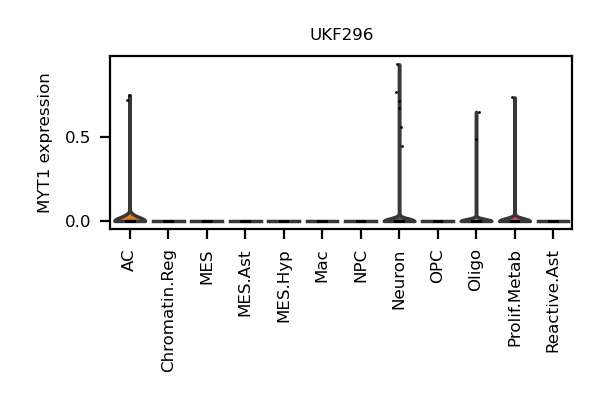 UKF296
MYT1 expression
0.5
0.0
AC
Chromatin.Reg
MES
MES.Ast
MES.Hyp
Mac
NPC
Neuron
OPC
Oligo
Prolif.Metab
Reactive.Ast